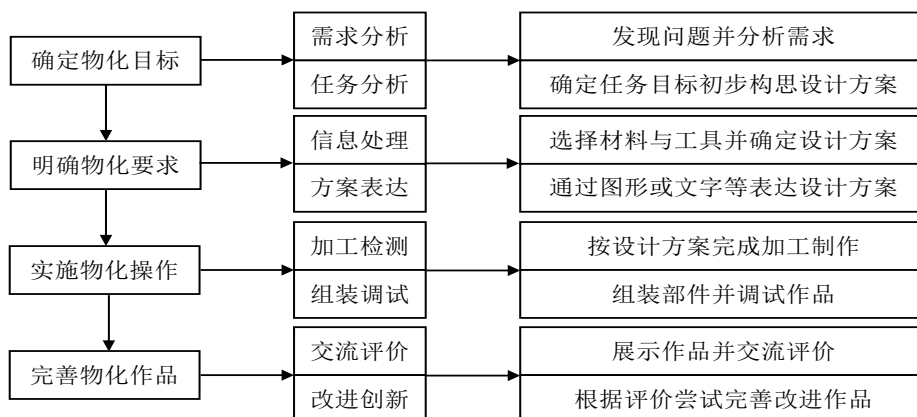 确定物化目标
需求分析
发现问题并分析需求
任务分析
确定任务目标初步构思设计方案
明确物化要求
信息处理
选择材料与工具并确定设计方案
方案表达
通过图形或文字等表达设计方案
实施物化操作
加工检测
按设计方案完成加工制作
组装调试
组装部件并调试作品
完善物化作品
交流评价
展示作品并交流评价
改进创新
根据评价尝试完善改进作品